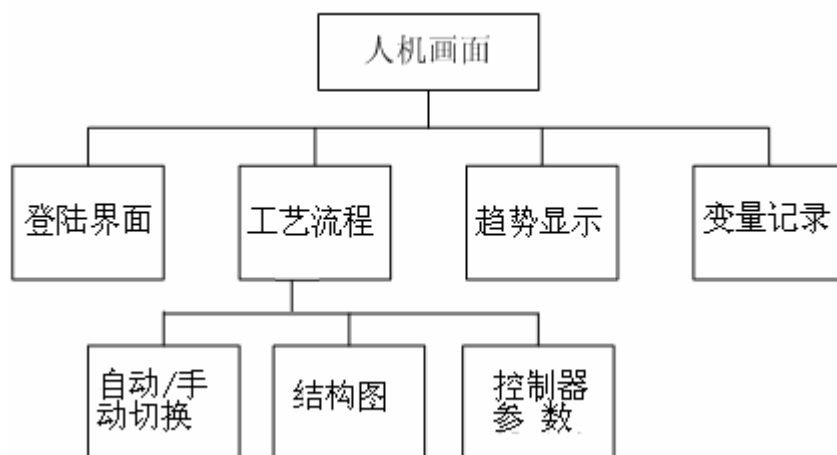 人机画面
登陆界面
工艺流程
趋势显示
变量记录
自动/手
动切换
结构图
控制器
参 数